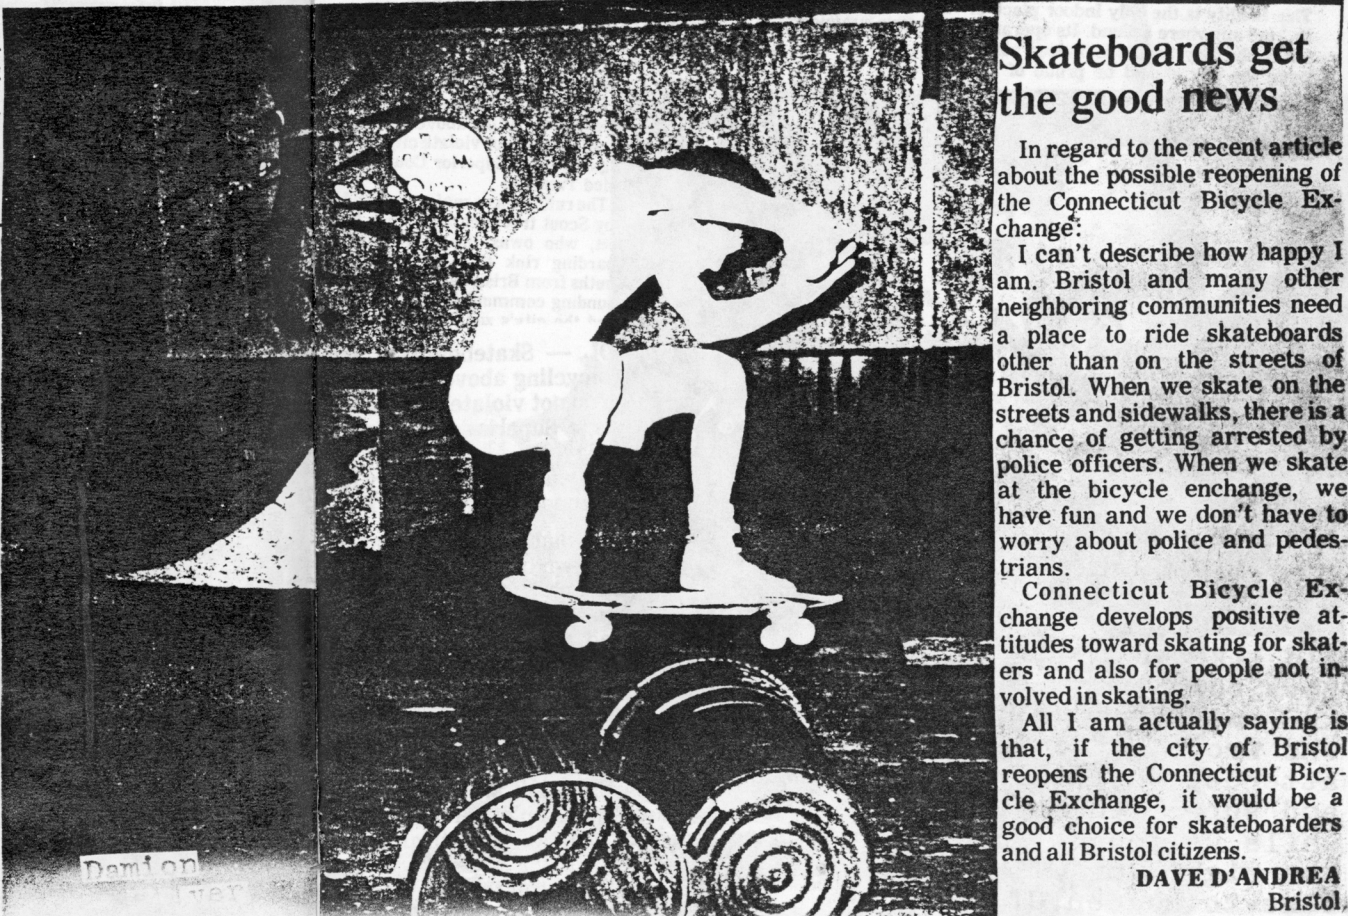 Skateboards get
the good news
In regard to the recent article
about the possible reopening of
the Connecticut Bicycle Ex-
change:
I can't describe how happy I
am. Bristol and many other
neighboring communities need
a place to ride skateboards
other than on the streets of
Bristol. When we skate on the
streets and sidewalks, there is a
chance of getting arrested by
police officers. When we skate
at the bicycle enchange, we
have fun and we don't have to
worry about police and pedes-
trians.
Connecticut Bicycle Ex-
change develops positive at-
titudes toward skating for skat-
ers and also for people not in-
volved in skating.
All I am actually saying is
that, if the city of Bristol
reopens the Connecticut Bicy-
cle Exchange, it would be a
good choice for skateboarders
and all Bristol citizens.
DAVE D'ANDREA
Bristol
Damion